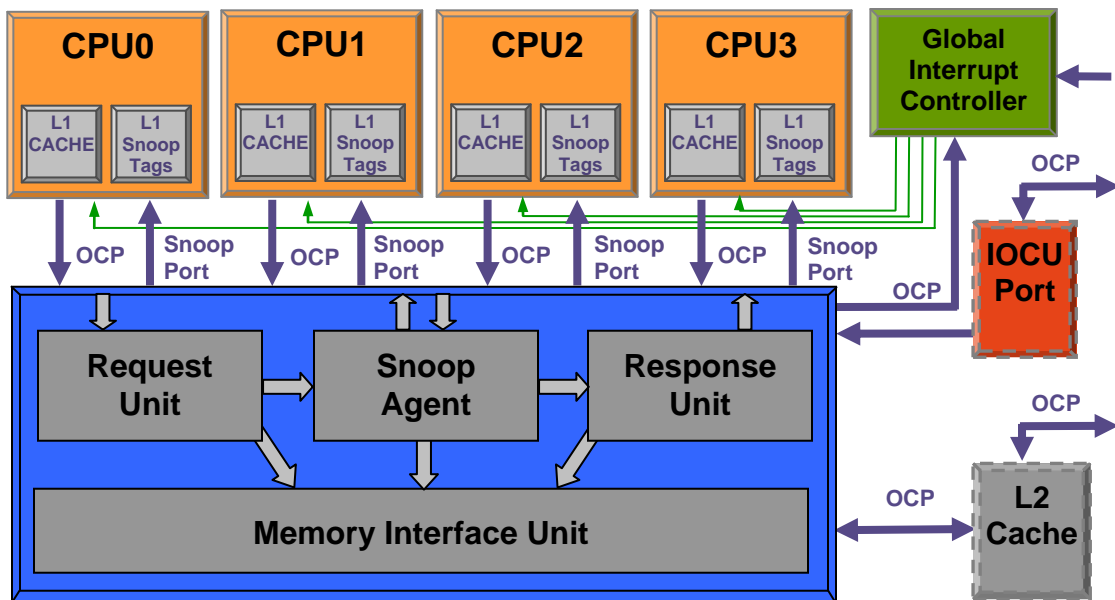 CPU0
CPU1
CPU2
CPU3
Global
Interrupt
Controller
L1
CACHE
L1
Snoop
Tags
L1
CACHE
L1
Snoop
Tags
L1
CACHE
L1
Snoop
Tags
L1
CACHE
L1
Snoop
Tags
OCP
OCP
Snoop
Port
OCP
Snoop
Port
OCP
Snoop
Port
OCP
Snoop
Port
IOCU
Port
OCP
Request
Unit
Snoop
Agent
Response
Unit
OCP
Memory Interface Unit
OCP
L2
Cache